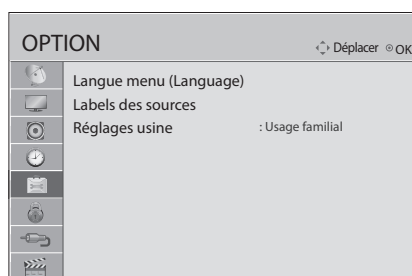 OPTION
Déplacer OK
Langue menu (Language)
Labels des sources
Réglages usine : Usage familial